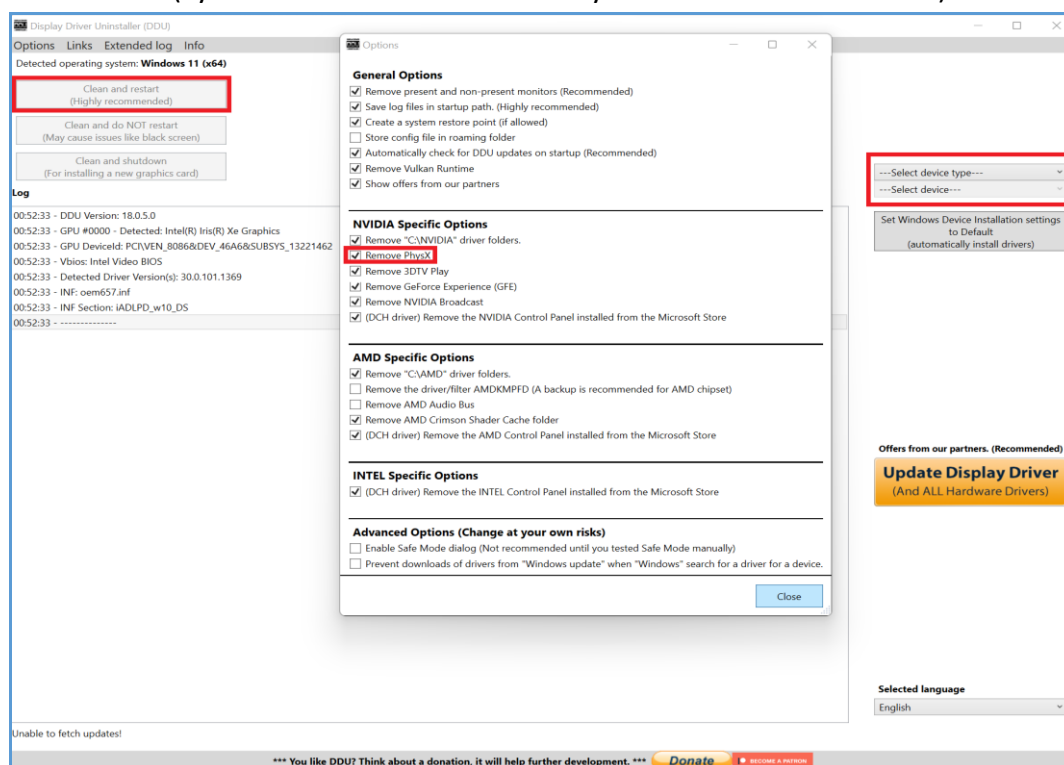 Display Driver Uninstaller (DDU)
Options Links Extended log Info
Detected operating system: Windows 11 (x64)
Clean and restart
(Highly recommended)
Clean and do NOT restart
(May cause issues like black screen)
Clean and shutdown
(For installing a new graphics card)
Log
00:52:33 - DDU Version: 18.0.5.0
00:52:33 - GPU #0000 - Detected: Intel(R) Iris(R) Xe Graphics
00:52:33 - GPU DeviceId: PCI\VEN_8086&DEV_46A6&SUBSYS_13221462
00:52:33 - Vbios: Intel Video BIOS
00:52:33 - Detected Driver Version(s): 30.0.101.1369
00:52:33 - INF: oem657.inf
00:52:33 - INF Section: iADLPD_w10_DS
00:52:33 - --------------
Options
General Options
Remove present and non-present monitors (Recommended)
Save log files in startup path. (Highly recommended)
Create a system restore point (if allowed)
Store config file in roaming folder
Automatically check for DDU updates on startup (Recommended)
Remove Vulkan Runtime
Show offers from our partners
NVIDIA Specific Options
Remove "C:\NVIDIA" driver folders.
Remove PhysX
Remove 3DTV Play
Remove GeForce Experience (GFE)
Remove NVIDIA Broadcast
(DCH driver) Remove the NVIDIA Control Panel installed from the Microsoft Store
AMD Specific Options
Remove "C:\AMD" driver folders.
Remove the driver/filter AMDKMPFD (A backup is recommended for AMD chipset)
Remove AMD Audio Bus
Remove AMD Crimson Shader Cache folder
(DCH driver) Remove the AMD Control Panel installed from the Microsoft Store
INTEL Specific Options
(DCH driver) Remove the INTEL Control Panel installed from the Microsoft Store
Advanced Options (Change at your own risks)
Enable Safe Mode dialog (Not recommended until you tested Safe Mode manually)
Prevent downloads of drivers from "Windows update" when "Windows" search for a driver for a device.
Close
---Select device type---
---Select device---
Set Windows Device Installation settings
to Default
(automatically install drivers)
Offers from our partners. (Recommended)
Update Display Driver
(And ALL Hardware Drivers)
Selected language
English
Unable to fetch updates!
*** You like DDU? Think about a donation, it will help further development. ***
Donate
BECOME A PATRON